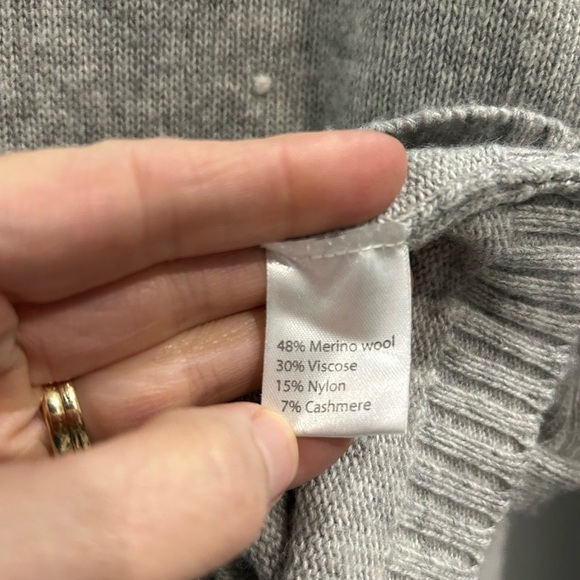 48% Merino wool
30% Viscose
15% Nylon
7% Cashmere